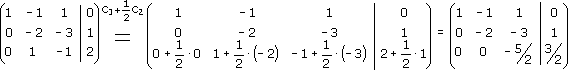 1 -1 1 | 0 C₃+½C₂ 1 -1 1 | 0 1 -1 1 | 0
0 -2 -3 | 1 = 0 -2 -3 | 1 = 0 -2 -3 | 1
0 1 -1 | 2 0+½·0 1+½·(-2) -1+½·(-3) | 2+½·1 0 0 -5/2 | 3/2